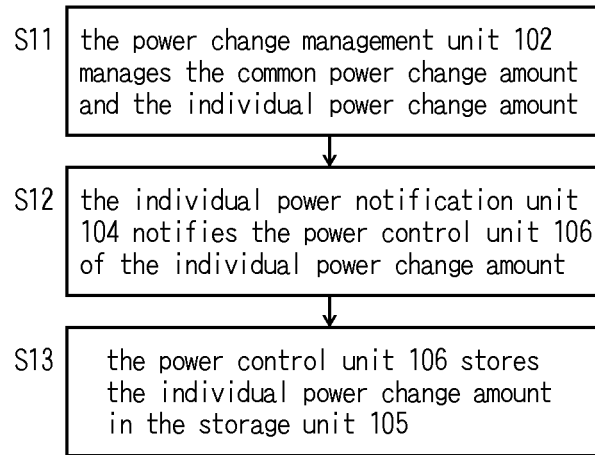 S11 the power change management unit 102
manages the common power change amount
and the individual power change amount
S12 the individual power notification unit
104 notifies the power control unit 106
of the individual power change amount
S13 the power control unit 106 stores
the individual power change amount
in the storage unit 105